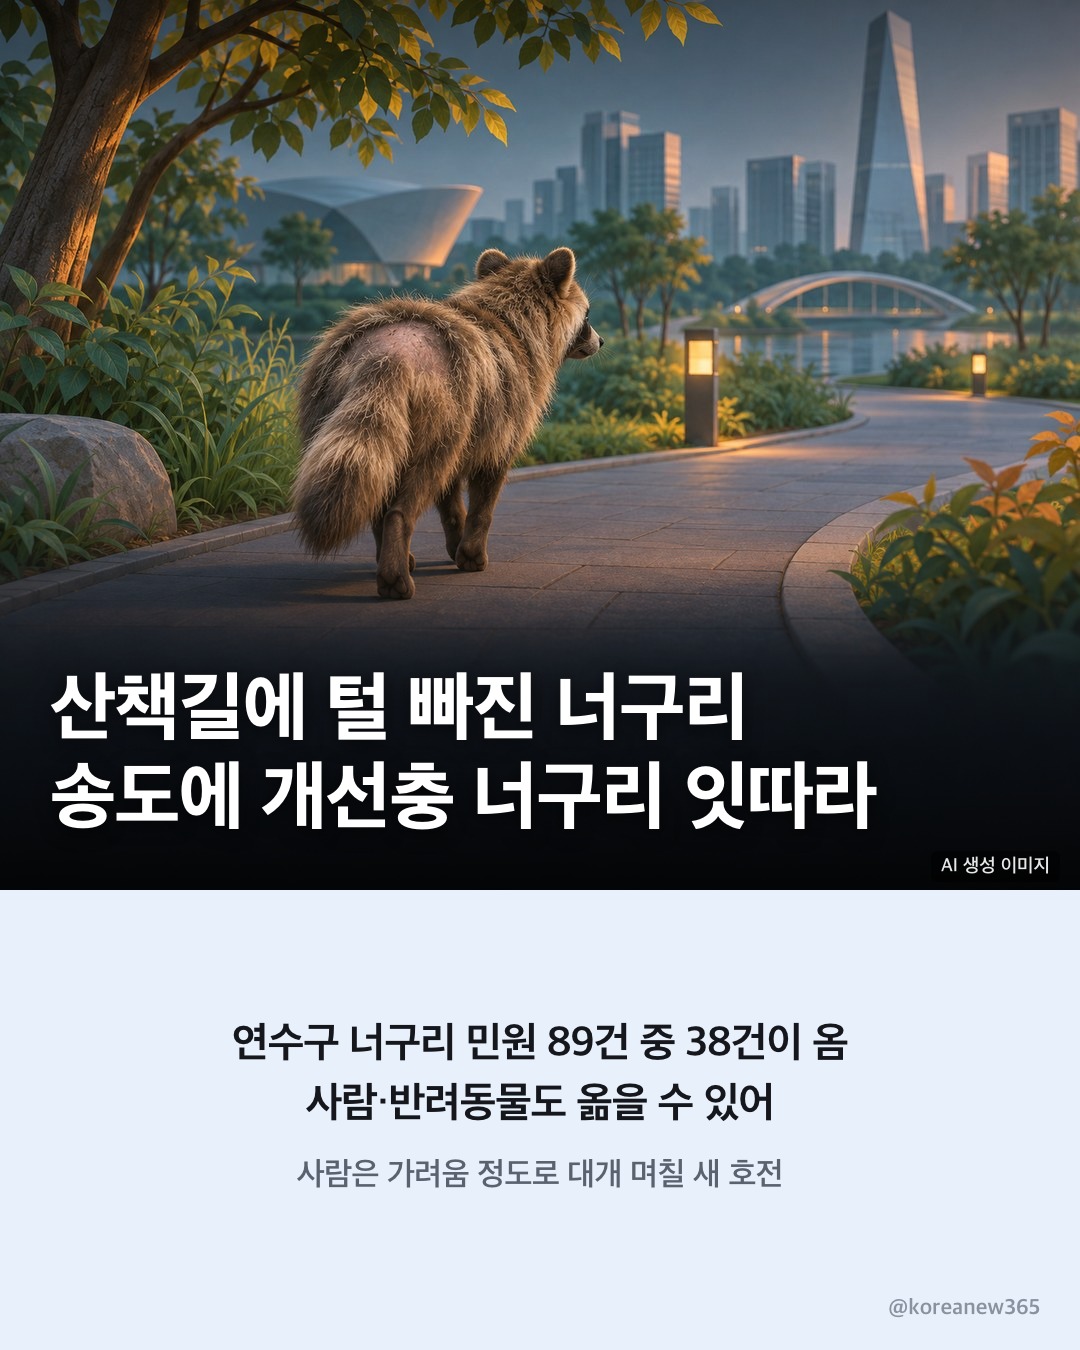 산책길에 털 빠진 너구리
송도에 개선충 너구리 잇따라
AI 생성 이미지
연수구 너구리 민원 89건 중 38건이 옴
사람·반려동물도 옮을 수 있어
사람은 가려움 정도로 대개 며칠 새 호전
@koreanew365